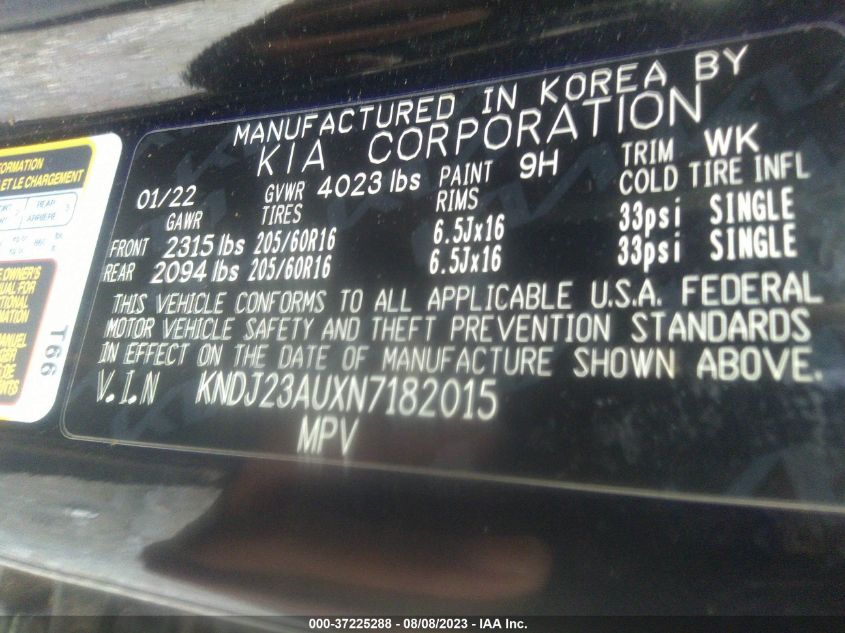 MANUFACTURED IN KOREA BY
KIA CORPORATION
01/22 GVWR 4023 lbs PAINT 9H TRIM WK
GAWR TIRES RIMS COLD TIRE INFL
FRONT 2315 lbs 205/60R16 6.5Jx16 33psi SINGLE
REAR 2094 lbs 205/60R16 6.5Jx16 33psi SINGLE
THIS VEHICLE CONFORMS TO ALL APPLICABLE U.S.A. FEDERAL
MOTOR VEHICLE SAFETY AND THEFT PREVENTION STANDARDS
IN EFFECT ON THE DATE OF MANUFACTURE SHOWN ABOVE.
V.I.N KNDJ23AUXN7182015
MPV
ET LE CHARGEMENT
T66
000-37225288 - 08/08/2023 - IAA Inc.